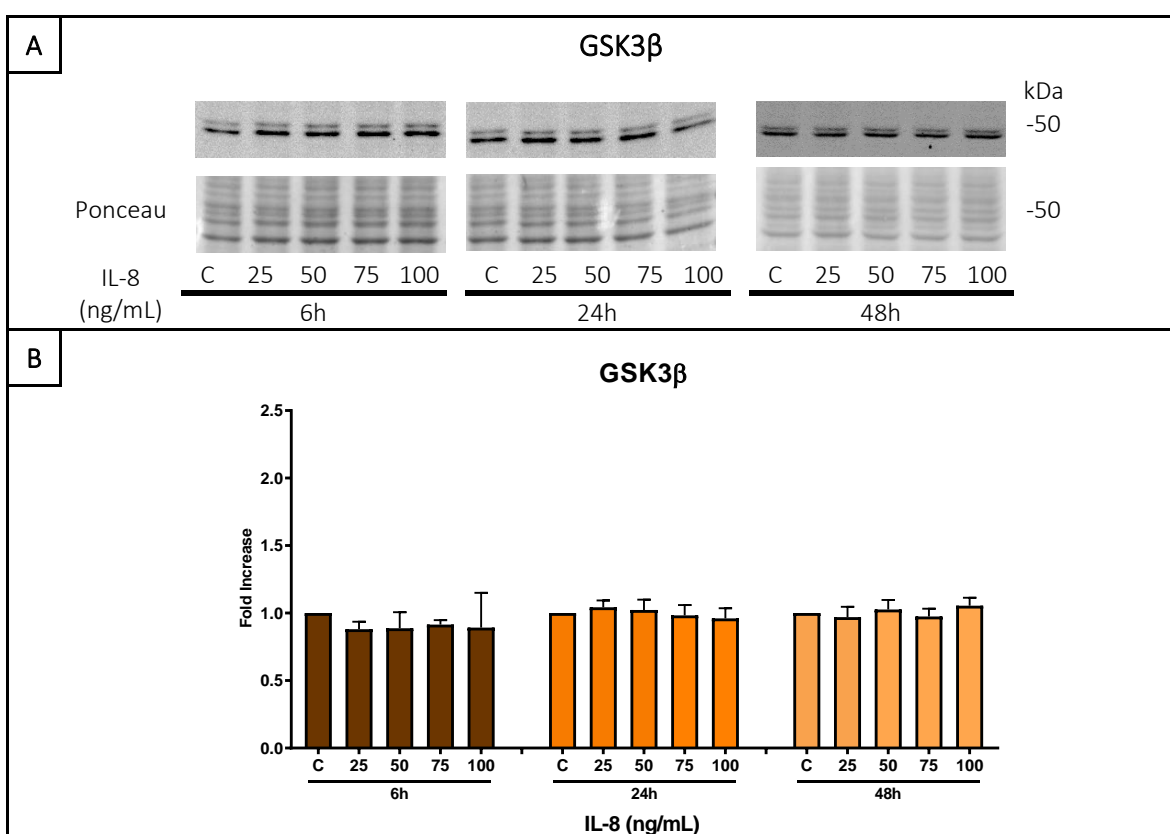 A
GSK3β
kDa
-50
Ponceau
-50
IL-8
(ng/mL)
C 25 50 75 100 C 25 50 75 100 C 25 50 75 100
6h 24h 48h
B
GSK3β
Fold Increase
2.5
2.0
1.5
1.0
0.5
0.0
C 25 50 75 100 C 25 50 75 100 C 25 50 75 100
6h 24h 48h
IL-8 (ng/mL)